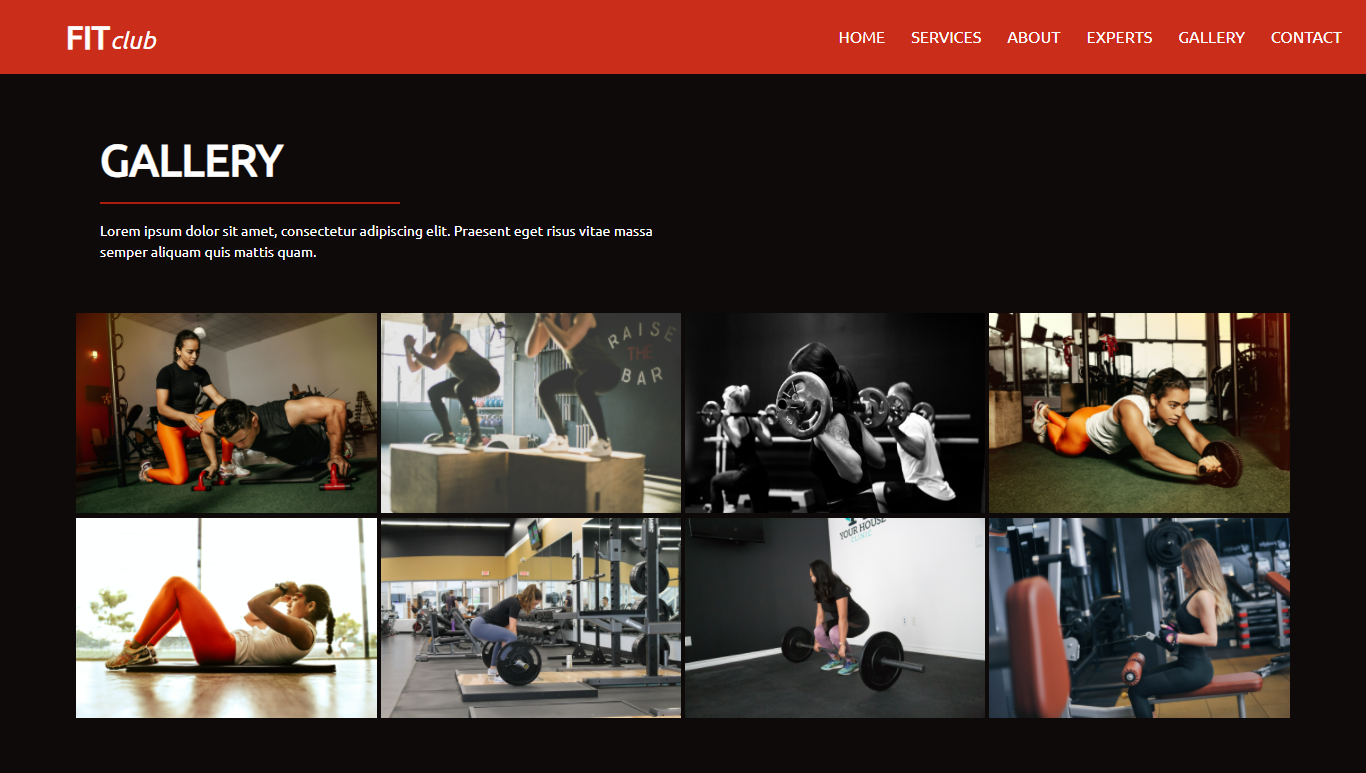 FIT club
HOME SERVICES ABOUT EXPERTS GALLERY CONTACT
GALLERY
Lorem ipsum dolor sit amet, consectetur adipiscing elit. Praesent eget risus vitae massa
semper aliquam quis mattis quam.
RAISE
THE
BAR
YOUR HOUSE
CLINIC